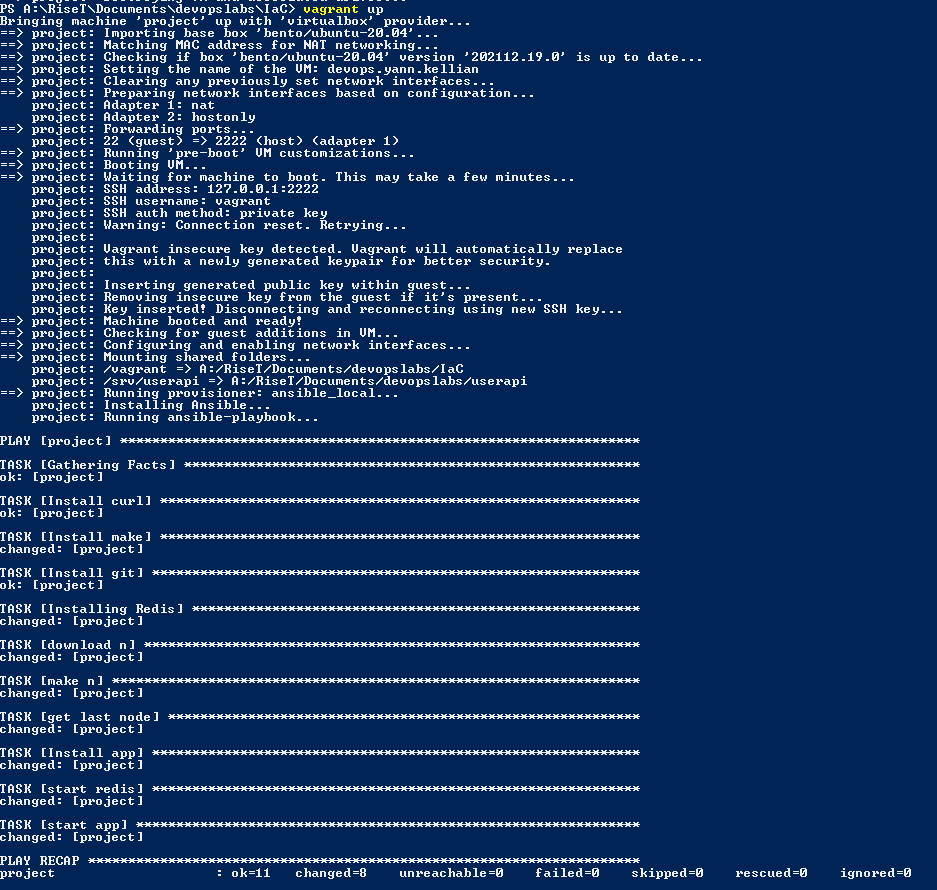 PS A:\RiseT\Documents\devopslabs\IaC> vagrant up
Bringing machine 'project' up with 'virtualbox' provider...
==> project: Importing base box 'bento/ubuntu-20.04'...
==> project: Matching MAC address for NAT networking...
==> project: Checking if box 'bento/ubuntu-20.04' version '202112.19.0' is up to date...
==> project: Setting the name of the VM: devops.yann.kellian
==> project: Clearing any previously set network interfaces...
==> project: Preparing network interfaces based on configuration...
    project: Adapter 1: nat
    project: Adapter 2: hostonly
==> project: Forwarding ports...
    project: 22 (guest) => 2222 (host) (adapter 1)
==> project: Running 'pre-boot' VM customizations...
==> project: Booting VM...
==> project: Waiting for machine to boot. This may take a few minutes...
    project: SSH address: 127.0.0.1:2222
    project: SSH username: vagrant
    project: SSH auth method: private key
    project: Warning: Connection reset. Retrying...
    project:
    project: Vagrant insecure key detected. Vagrant will automatically replace
    project: this with a newly generated keypair for better security.
    project:
    project: Inserting generated public key within guest...
    project: Removing insecure key from the guest if it's present...
    project: Key inserted! Disconnecting and reconnecting using new SSH key...
==> project: Machine booted and ready!
==> project: Checking for guest additions in VM...
==> project: Configuring and enabling network interfaces...
==> project: Mounting shared folders...
    project: /vagrant => A:/RiseT/Documents/devopslabs/IaC
    project: /srv/userapi => A:/RiseT/Documents/devopslabs/userapi
==> project: Running provisioner: ansible_local...
    project: Installing Ansible...
    project: Running ansible-playbook...
PLAY [project] *****************************************************************
TASK [Gathering Facts] *********************************************************
ok: [project]
TASK [Install curl] ************************************************************
ok: [project]
TASK [Install make] ************************************************************
changed: [project]
TASK [Install git] *************************************************************
ok: [project]
TASK [Installing Redis] ********************************************************
changed: [project]
TASK [download n] **************************************************************
changed: [project]
TASK [make n] ******************************************************************
changed: [project]
TASK [get last node] ***********************************************************
changed: [project]
TASK [Install app] *************************************************************
changed: [project]
TASK [start redis] *************************************************************
changed: [project]
TASK [start app] ***************************************************************
changed: [project]
PLAY RECAP *********************************************************************
project                    : ok=11   changed=8    unreachable=0    failed=0    skipped=0    rescued=0    ignored=0